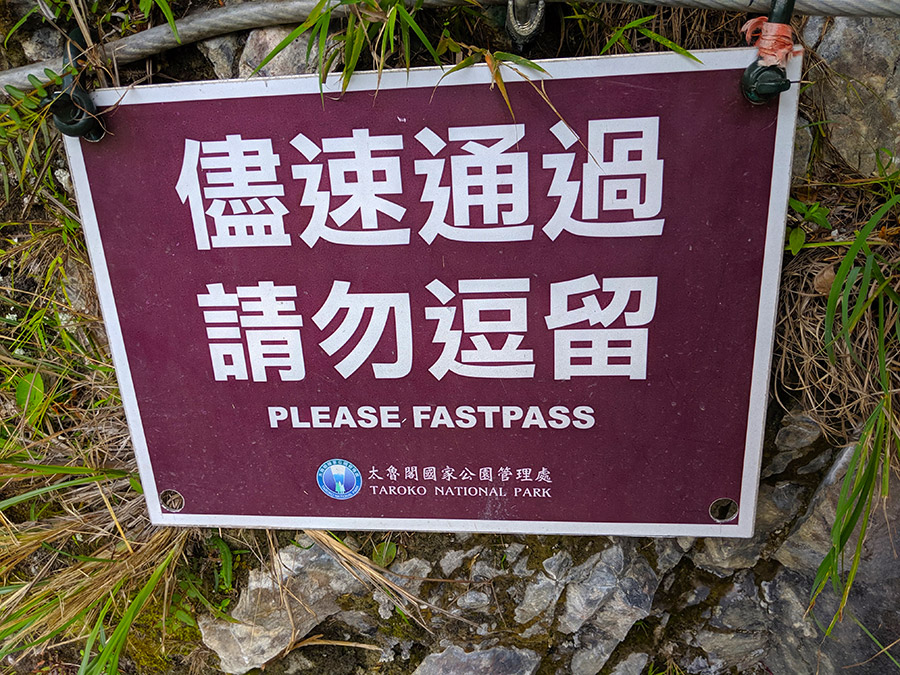 儘速通過
請勿逗留
PLEASE FASTPASS
太魯閣國家公園管理處
TAROKO NATIONAL PARK